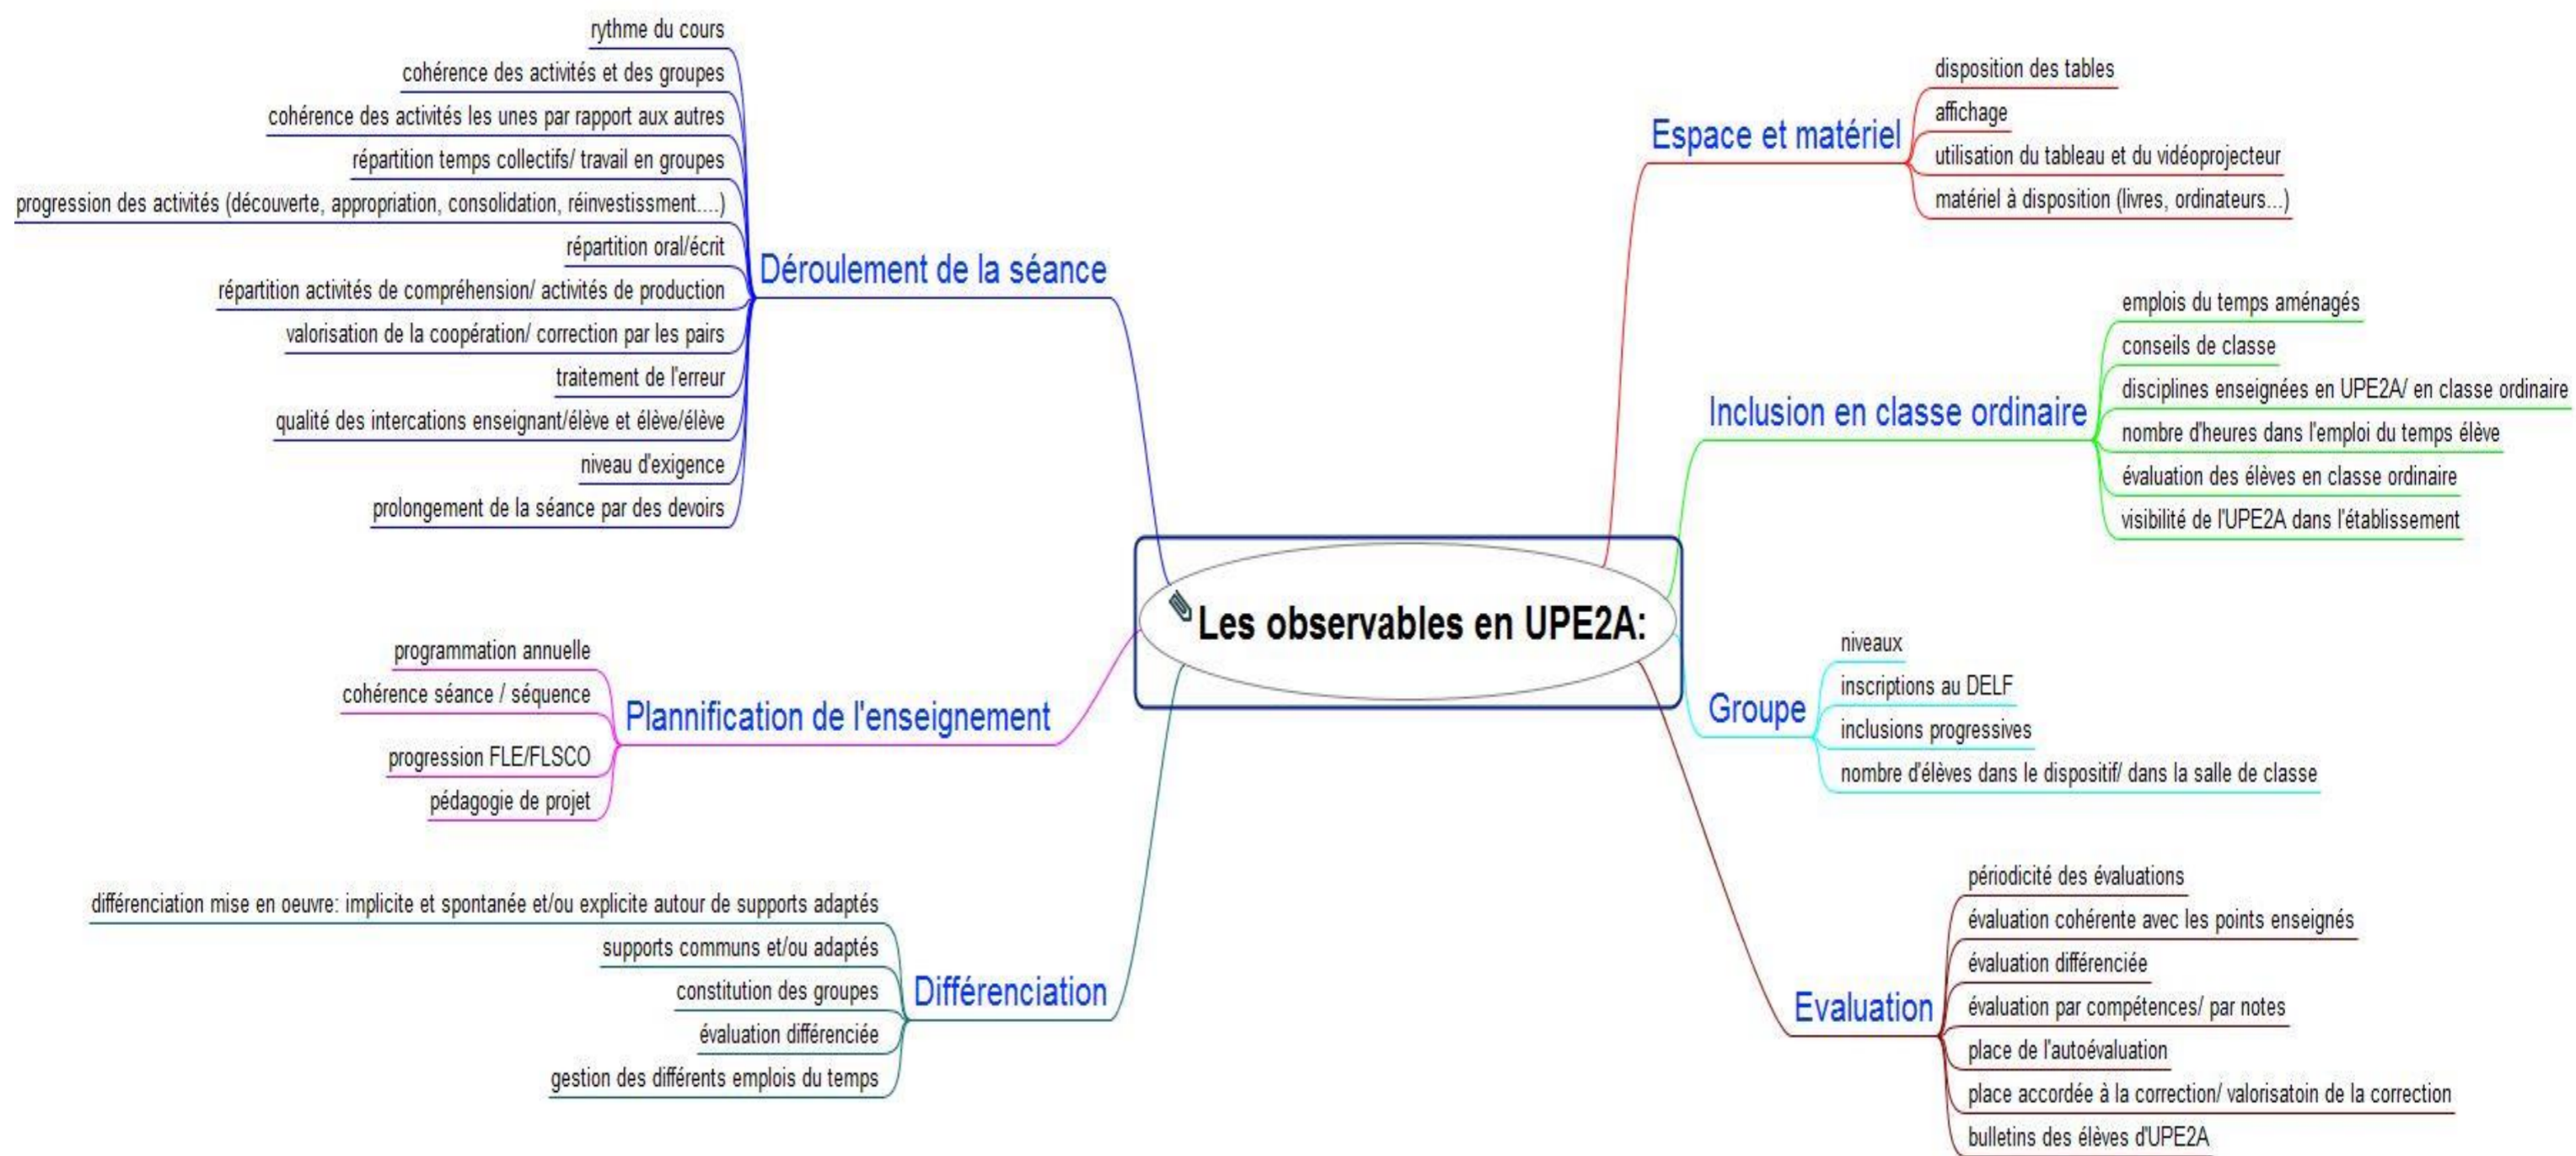 Les observables en UPE2A:
Déroulement de la séance
rythme du cours
cohérence des activités et des groupes
cohérence des activités les unes par rapport aux autres
répartition temps collectifs/ travail en groupes
progression des activités (découverte, appropriation, consolidation, réinvestissment....)
répartition oral/écrit
répartition activités de compréhension/ activités de production
valorisation de la coopération/ correction par les pairs
traitement de l'erreur
qualité des intercations enseignant/élève et élève/élève
niveau d'exigence
prolongement de la séance par des devoirs
Plannification de l'enseignement
programmation annuelle
cohérence séance / séquence
progression FLE/FLSCO
pédagogie de projet
Différenciation
différenciation mise en oeuvre: implicite et spontanée et/ou explicite autour de supports adaptés
supports communs et/ou adaptés
constitution des groupes
évaluation différenciée
gestion des différents emplois du temps
Espace et matériel
disposition des tables
affichage
utilisation du tableau et du vidéoprojecteur
matériel à disposition (livres, ordinateurs...)
Inclusion en classe ordinaire
emplois du temps aménagés
conseils de classe
disciplines enseignées en UPE2A/ en classe ordinaire
nombre d'heures dans l'emploi du temps élève
évaluation des élèves en classe ordinaire
visibilité de l'UPE2A dans l'établissement
Groupe
niveaux
inscriptions au DELF
inclusions progressives
nombre d'élèves dans le dispositif/ dans la salle de classe
Evaluation
périodicité des évaluations
évaluation cohérente avec les points enseignés
évaluation différenciée
évaluation par compétences/ par notes
place de l'autoévaluation
place accordée à la correction/ valorisatoin de la correction
bulletins des élèves d'UPE2A